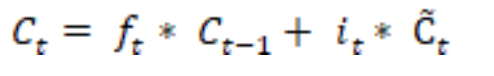 C_t = f_t * C_{t-1} + i_t * C̃_t